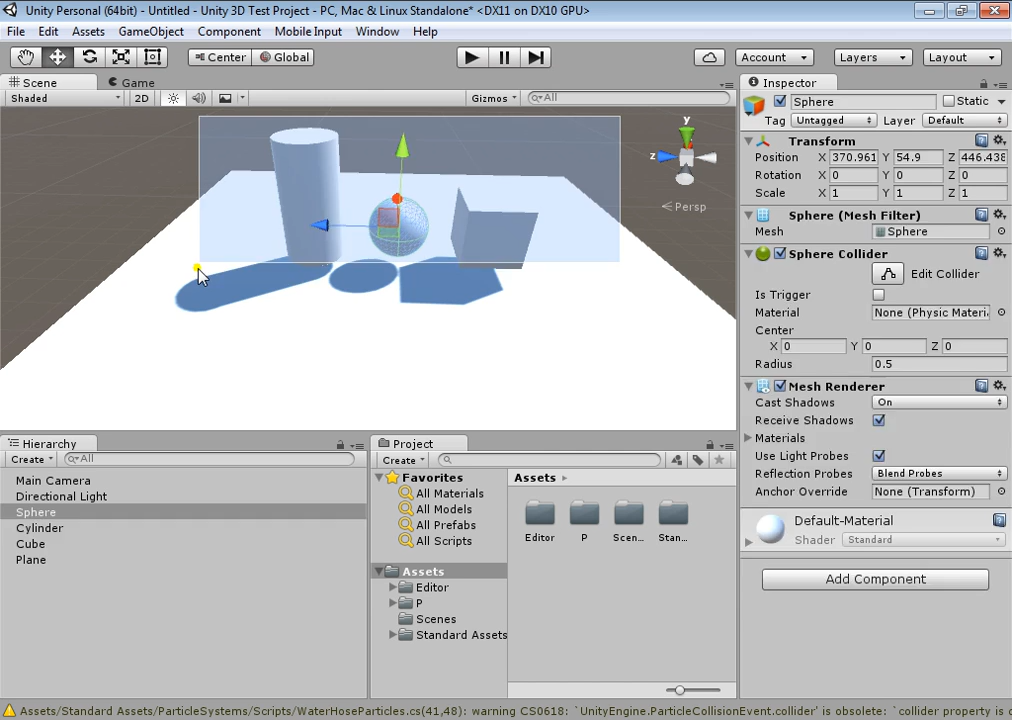 Unity Personal (64bit) - Untitled - Unity 3D Test Project - PC, Mac & Linux Standalone* <DX11 on DX10 GPU>
File Edit Assets GameObject Component Mobile Input Window Help
Center Global Account Layers Layout
Scene Game Inspector
Shaded 2D Gizmos All
Sphere Static
Tag Untagged Layer Default
Transform
Position X 370.961 Y 54.9 Z 446.438
Rotation X 0 Y 0 Z 0
Scale X 1 Y 1 Z 1
y
z
Persp
Sphere (Mesh Filter)
Mesh Sphere
Sphere Collider
Edit Collider
Is Trigger
Material None (Physic Materi
Center
X 0 Y 0 Z 0
Radius 0.5
Mesh Renderer
Cast Shadows On
Receive Shadows
Materials
Use Light Probes
Reflection Probes Blend Probes
Anchor Override None (Transform)
Default-Material
Shader Standard
Add Component
Hierarchy
Create All
Main Camera
Directional Light
Sphere
Cylinder
Cube
Plane
Project
Create
Favorites
All Materials
All Models
All Prefabs
All Scripts
Assets
Editor
P
Scenes
Standard Assets
Assets
Editor P Scen... Stan...
Assets/Standard Assets/ParticleSystems/Scripts/WaterHoseParticles.cs(41,48): warning CS0618: `UnityEngine.ParticleCollisionEvent.collider' is obsolete: `collider property is d